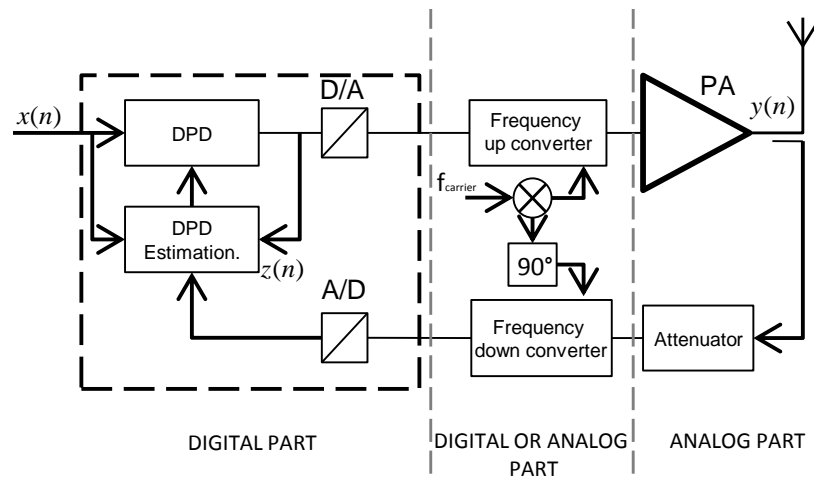 x(n)
DPD
D/A
Frequency
up converter
PA
y(n)
f carrier
DPD
Estimation.
z(n)
90°
A/D
Frequency
down converter
Attenuator
DIGITAL PART
DIGITAL OR ANALOG
PART
ANALOG PART